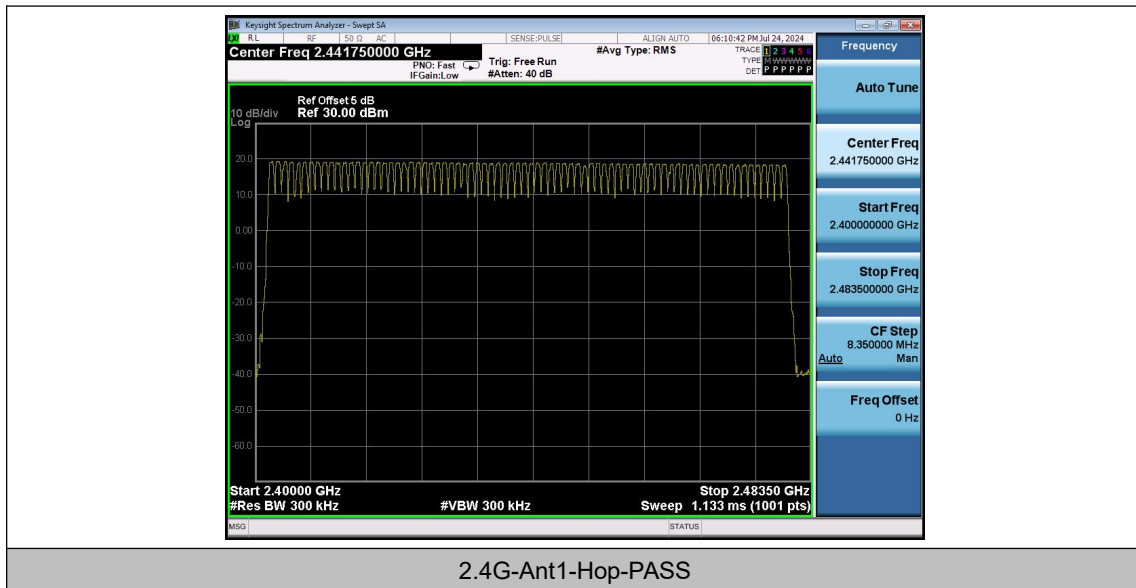 Keysight Spectrum Analyzer - Swept SA
RL RF 50 Ω AC SENSE:PULSE ALIGN AUTO 06:10:42 PM Jul 24, 2024
Center Freq 2.441750000 GHz
PNO: Fast
IFGain:Low
Trig: Free Run
#Atten: 40 dB
#Avg Type: RMS
TRACE 1 2 3 4 5 6
TYPE M WWWWW
DET P P P P P P
Ref Offset 5 dB
10 dB/div Ref 30.00 dBm
Log
20.0
10.0
0.00
-10.0
-20.0
-30.0
-40.0
-50.0
-60.0
Start 2.40000 GHz Stop 2.48350 GHz
#Res BW 300 kHz #VBW 300 kHz Sweep 1.133 ms (1001 pts)
MSG STATUS
Frequency
Auto Tune
Center Freq
2.441750000 GHz
Start Freq
2.400000000 GHz
Stop Freq
2.483500000 GHz
CF Step
8.350000 MHz
Auto Man
Freq Offset
0 Hz
2.4G-Ant1-Hop-PASS